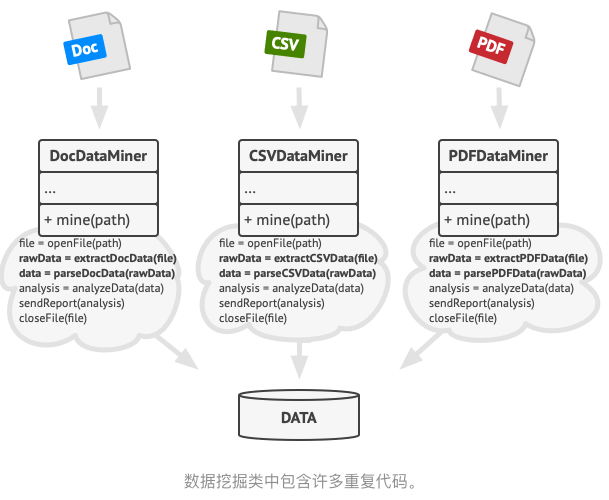 Doc
CSV
PDF
DocDataMiner
...
+ mine(path)
file = openFile(path)
rawData = extractDocData(file)
data = parseDocData(rawData)
analysis = analyzeData(data)
sendReport(analysis)
closeFile(file)
CSVDataMiner
...
+ mine(path)
file = openFile(path)
rawData = extractCSVData(file)
data = parseCSVData(rawData)
analysis = analyzeData(data)
sendReport(analysis)
closeFile(file)
PDFDataMiner
...
+ mine(path)
file = openFile(path)
rawData = extractPDFData(file)
data = parsePDFData(rawData)
analysis = analyzeData(data)
sendReport(analysis)
closeFile(file)
DATA
数据挖掘类中包含许多重复代码。